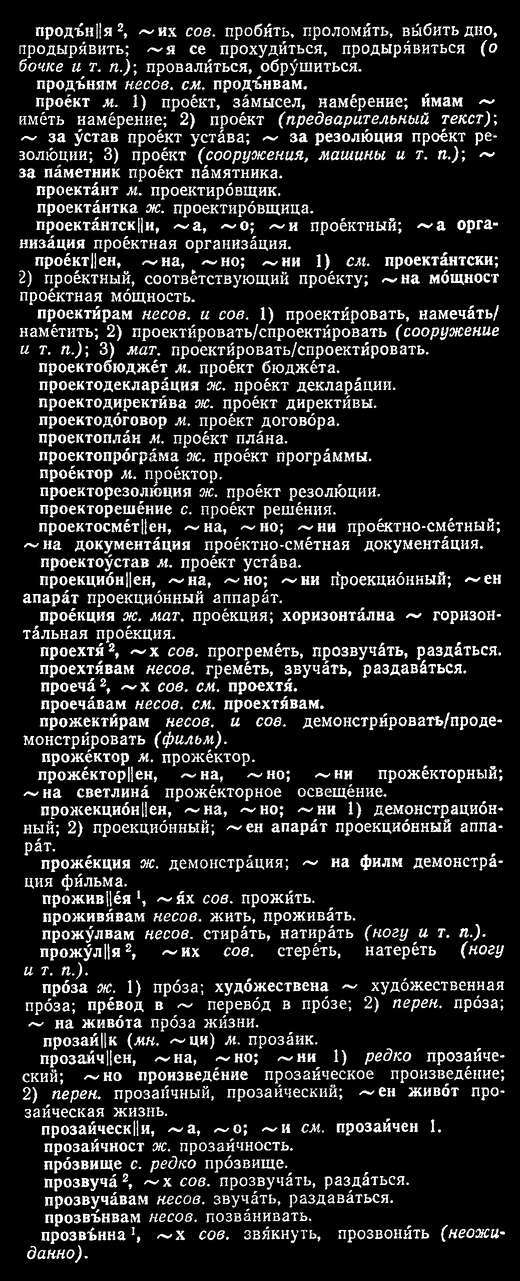 продъ́н||я ², ~их сов. проби́ть, проломи́ть, вы́бить дно,
продыря́вить; ~я се прохуди́ться, продыря́виться (о
бочке и т. п.); провали́ться, обру́шиться.
продъ́ням несов. см. продъ́нвам.
прое́кт м. 1) прое́кт, за́мысел, наме́рение; и́мам ~
име́ть наме́рение; 2) прое́кт (предварительный текст);
~ за у́став прое́кт уста́ва; ~ за резолю́ция прое́кт ре-
золю́ции; 3) прое́кт (сооружения, машины и т. п.); ~
за па́метник прое́кт па́мятника.
проекта́нт м. проектиро́вщик.
проекта́нтка ж. проектиро́вщица.
проекта́нтск||и, ~а, ~о; ~и прое́ктный; ~а орга-
низа́ция прое́ктная организа́ция.
прое́кт||ен, ~на, ~но; ~ни 1) см. проекта́нтски;
2) прое́ктный, соотве́тствующий прое́кту; ~на мо́щност
прое́ктная мо́щность.
проекти́рам несов. и сов. 1) проекти́ровать, намеча́ть/
наме́тить; 2) проекти́ровать/спроекти́ровать (сооружение
и т. п.); 3) мат. проекти́ровать/спроекти́ровать.
проектобюдже́т м. прое́кт бюдже́та.
проектодеклара́ция ж. прое́кт деклара́ции.
проектодиректи́ва ж. прое́кт директи́вы.
проектодо́говор м. прое́кт догово́ра.
проектопла́н м. прое́кт пла́на.
проектопрогра́ма ж. прое́кт програ́ммы.
прое́ктор м. прое́ктор.
проекторезолю́ция ж. прое́кт резолю́ции.
проектореше́ние с. прое́кт реше́ния.
проектосме́т||ен, ~на, ~но; ~ни прое́ктно-сме́тный;
~на документа́ция прое́ктно-сме́тная документа́ция.
проектоу́став м. прое́кт уста́ва.
проекцио́н||ен, ~на, ~но; ~ни проекцио́нный; ~ен
апара́т проекцио́нный аппара́т.
прое́кция ж. мат. прое́кция; хоризонта́лна ~ горизон-
та́льная прое́кция.
проехтя́ ², ~х сов. прогреме́ть, прозвуча́ть, разда́ться.
проехтя́вам несов. греме́ть, звуча́ть, раздава́ться.
проеча́ ², ~х сов. см. проехтя́.
проеча́вам несов. см. проехтя́вам.
прожекти́рам несов. и сов. демонстри́ровать/проде-
монстри́ровать (фильм).
проже́ктор м. проже́ктор.
проже́ктор||ен, ~на, ~но; ~ни проже́кторный;
~на светлина́ проже́кторное освеще́ние.
прожекцио́н||ен, ~на, ~но; ~ни 1) демонстрацио́н-
ный; 2) проекцио́нный; ~ен апара́т проекцио́нный аппа-
ра́т.
проже́кция ж. демонстра́ция; ~ на филм демонстра́-
ция фи́льма.
прожив||е́я ¹, ~я́х сов. прожи́ть.
проживя́вам несов. жить, прожива́ть.
прожу́лвам несов. стира́ть, натира́ть (ногу и т. п.).
прожу́л||я ², ~их сов. стере́ть, натере́ть (ногу
и т. п.).
про́за ж. 1) про́за; худо́жествена ~ худо́жественная
про́за; пре́вод в ~ перево́д в про́зе; 2) перен. про́за;
~ на живо́та про́за жи́зни.
прозаи́||к (мн. ~ци) м. проза́ик.
прозаи́ч||ен, ~на, ~но; ~ни 1) редко прозаи́че-
ский; ~но произведе́ние прозаи́ческое произведе́ние;
2) перен. прозаи́чный, прозаи́ческий; ~ен живо́т про-
заи́ческая жизнь.
прозаи́ческ||и, ~а, ~о; ~и см. прозаи́чен 1.
прозаи́чност ж. прозаи́чность.
про́звище с. редко про́звище.
прозвуча́ ², ~х сов. прозвуча́ть, разда́ться.
прозвуча́вам несов. звуча́ть, раздава́ться.
прозвъ́нвам несов. позва́нивать.
прозвъ́нна ¹, ~х сов. звя́кнуть, прозвони́ть (неожи-
данно).